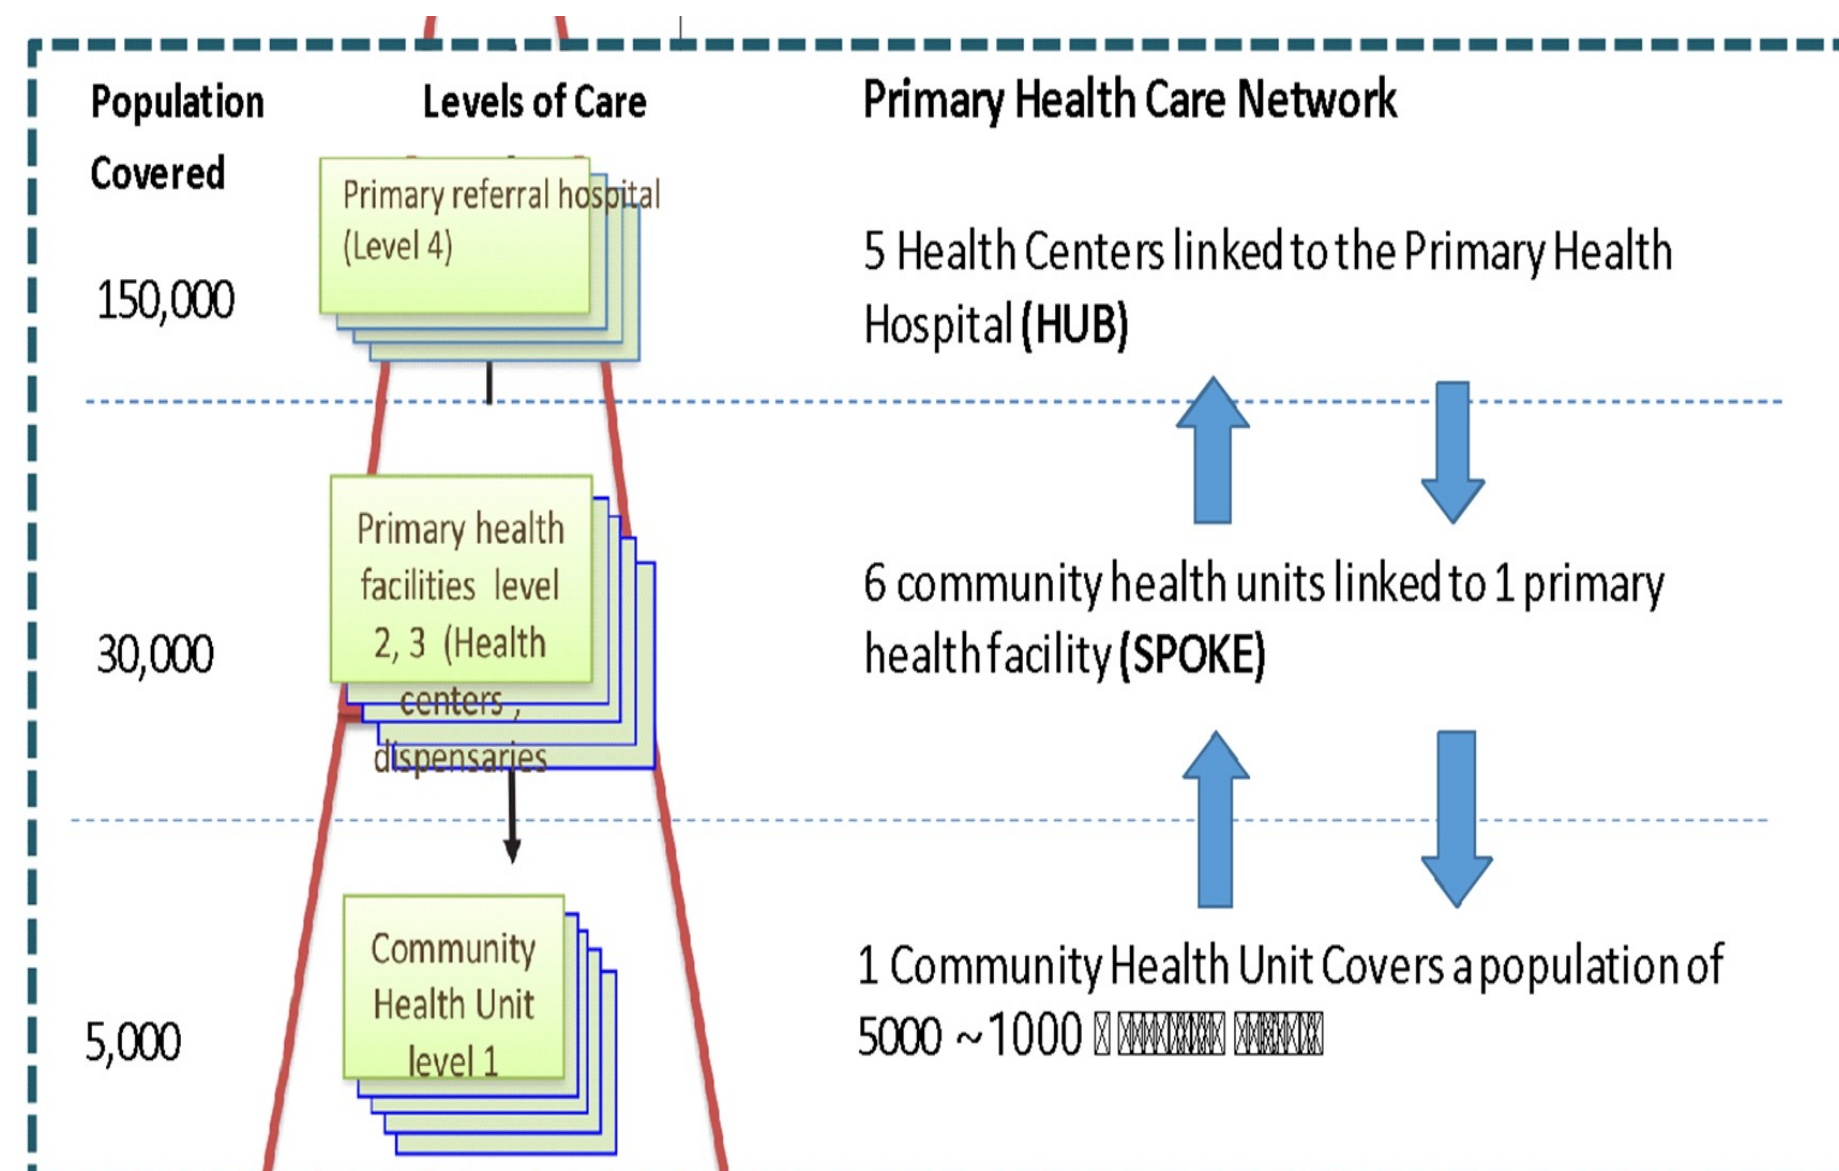 Population
Covered
Levels of Care
Primary Health Care Network
Primary referral hospital
(Level 4)
150,000
5 Health Centers linked to the Primary Health
Hospital (HUB)
Primary health
facilities level
2, 3 (Health
centers ,
dispensaries
30,000
6 community health units linked to 1 primary
health facility (SPOKE)
Community
Health Unit
level 1
5,000
1 Community Health Unit Covers a population of
5000 ~1000